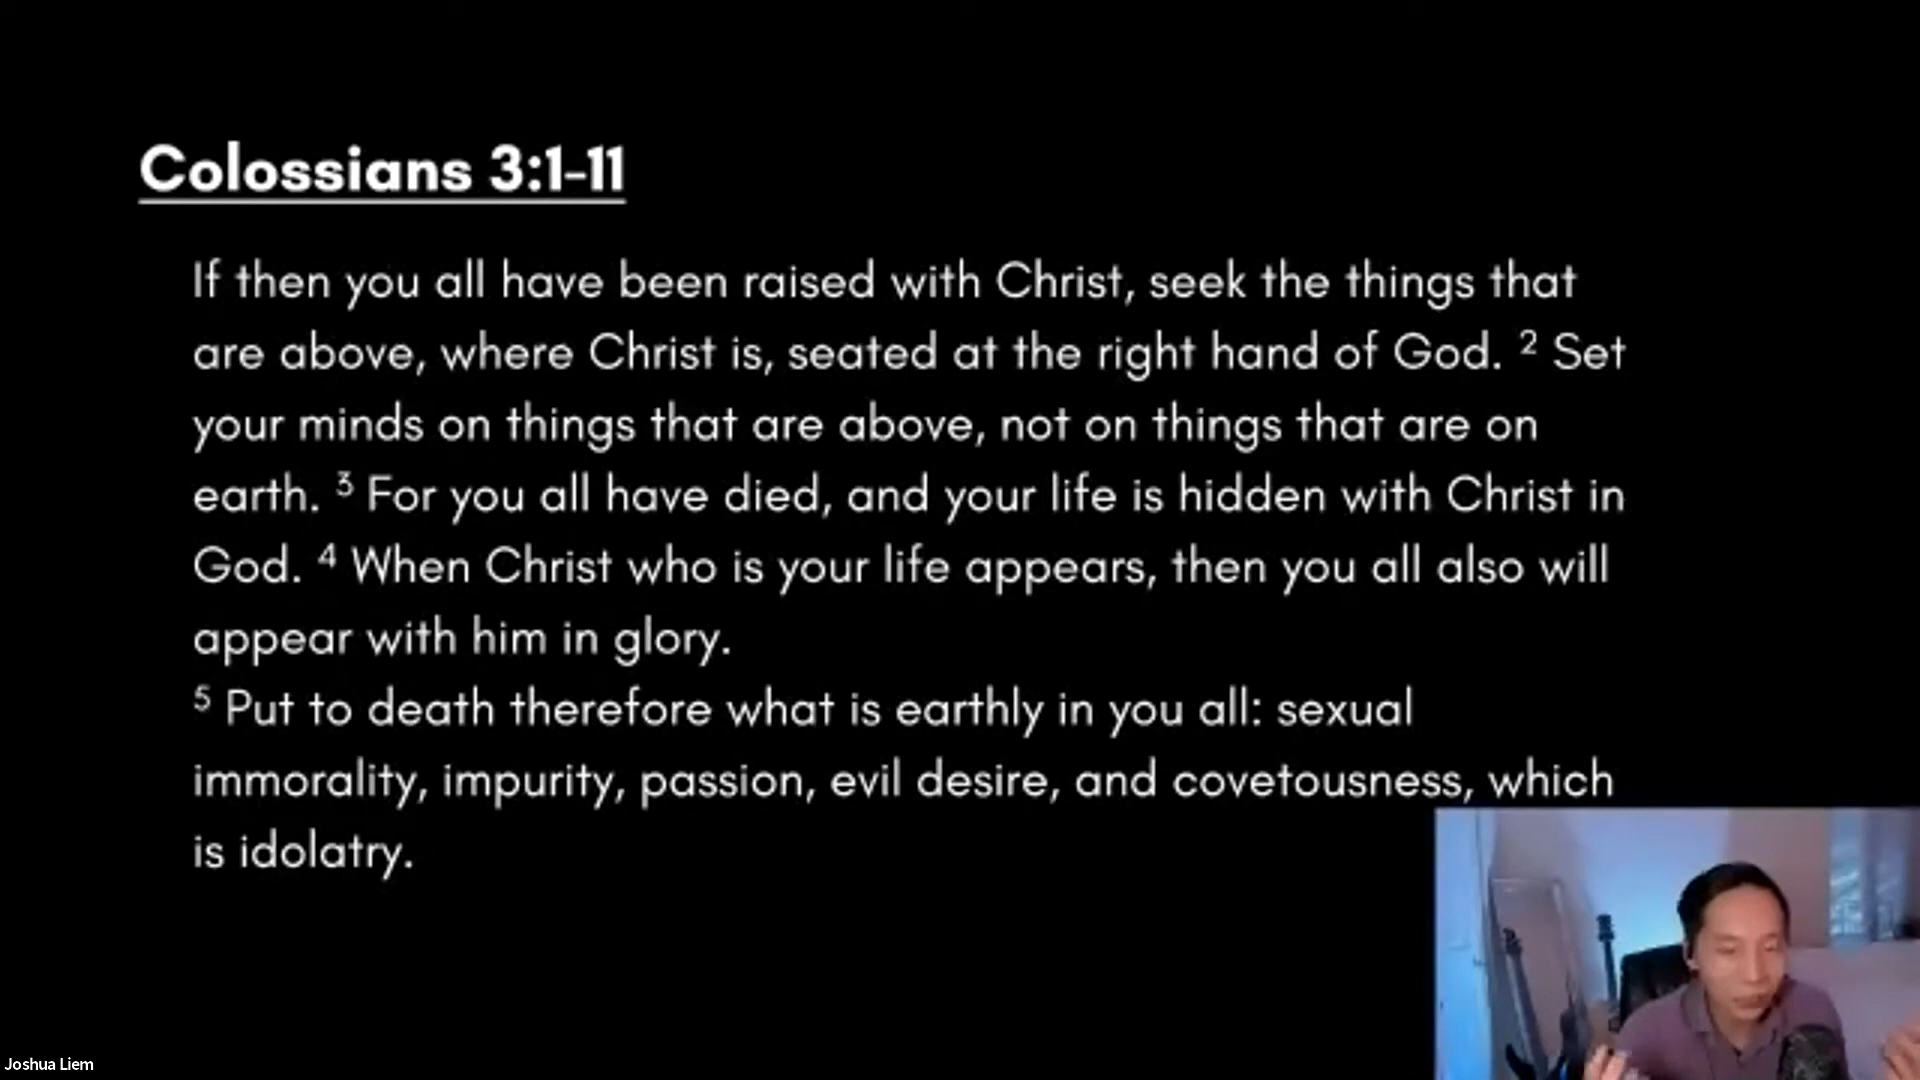 Colossians 3:1-11
If then you all have been raised with Christ, seek the things that
are above, where Christ is, seated at the right hand of God. ² Set
your minds on things that are above, not on things that are on
earth. ³ For you all have died, and your life is hidden with Christ in
God. ⁴ When Christ who is your life appears, then you all also will
appear with him in glory.
⁵ Put to death therefore what is earthly in you all: sexual
immorality, impurity, passion, evil desire, and covetousness, which
is idolatry.
Joshua Liem